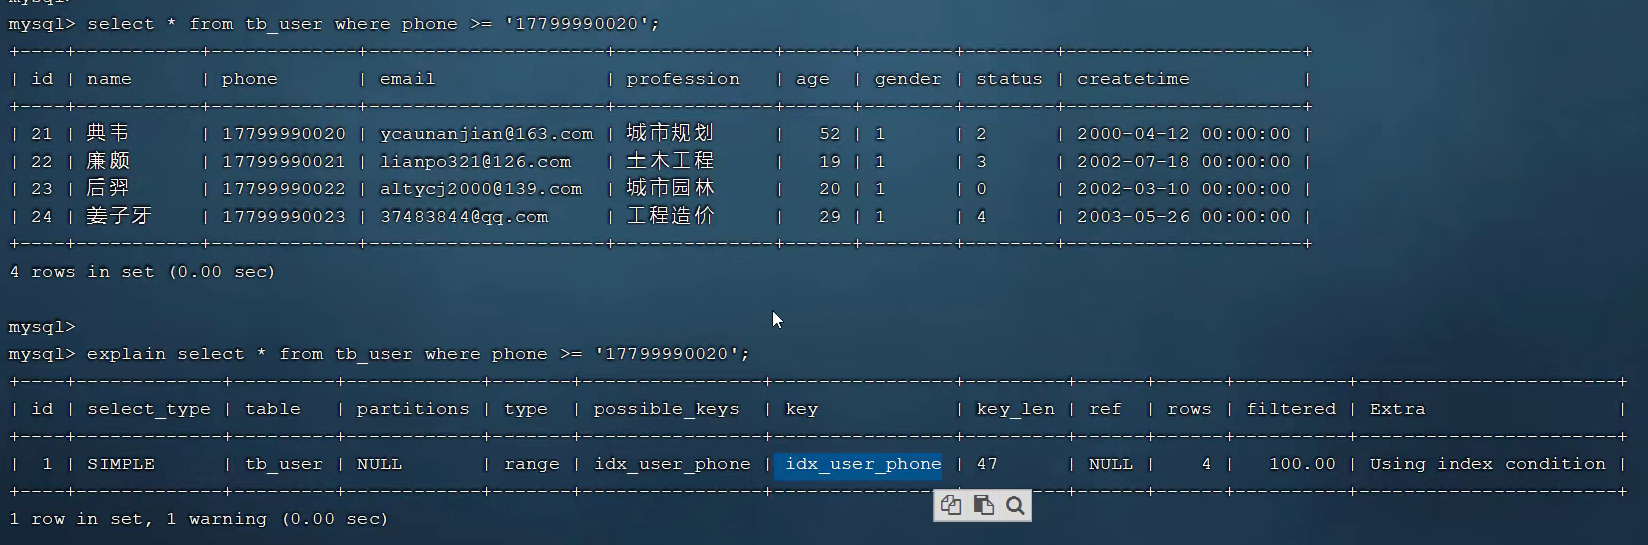 mysql>
mysql> select * from tb_user where phone >= '17799990020';
+----+-----------+-------------+-----------------------+--------------+------+--------+--------+---------------------+
| id | name | phone | email | profession | age | gender | status | createtime |
+----+-----------+-------------+-----------------------+--------------+------+--------+--------+---------------------+
| 21 | 典韦 | 17799990020 | ycaunanjian@163.com | 城市规划 | 52 | 1 | 2 | 2000-04-12 00:00:00 |
| 22 | 廉颇 | 17799990021 | lianpo321@126.com | 土木工程 | 19 | 1 | 3 | 2002-07-18 00:00:00 |
| 23 | 后羿 | 17799990022 | altycj2000@139.com | 城市园林 | 20 | 1 | 0 | 2002-03-10 00:00:00 |
| 24 | 姜子牙 | 17799990023 | 37483844@qq.com | 工程造价 | 29 | 1 | 4 | 2003-05-26 00:00:00 |
+----+-----------+-------------+-----------------------+--------------+------+--------+--------+---------------------+
4 rows in set (0.00 sec)
mysql>
mysql> explain select * from tb_user where phone >= '17799990020';
+----+-------------+---------+------------+-------+----------------+----------------+---------+------+------+----------+-----------------------+
| id | select_type | table | partitions | type | possible_keys | key | key_len | ref | rows | filtered | Extra |
+----+-------------+---------+------------+-------+----------------+----------------+---------+------+------+----------+-----------------------+
| 1 | SIMPLE | tb_user | NULL | range | idx_user_phone | idx_user_phone | 47 | NULL | 4 | 100.00 | Using index condition |
+----+-------------+---------+------------+-------+----------------+----------------+---------+------+------+----------+-----------------------+
1 row in set, 1 warning (0.00 sec)